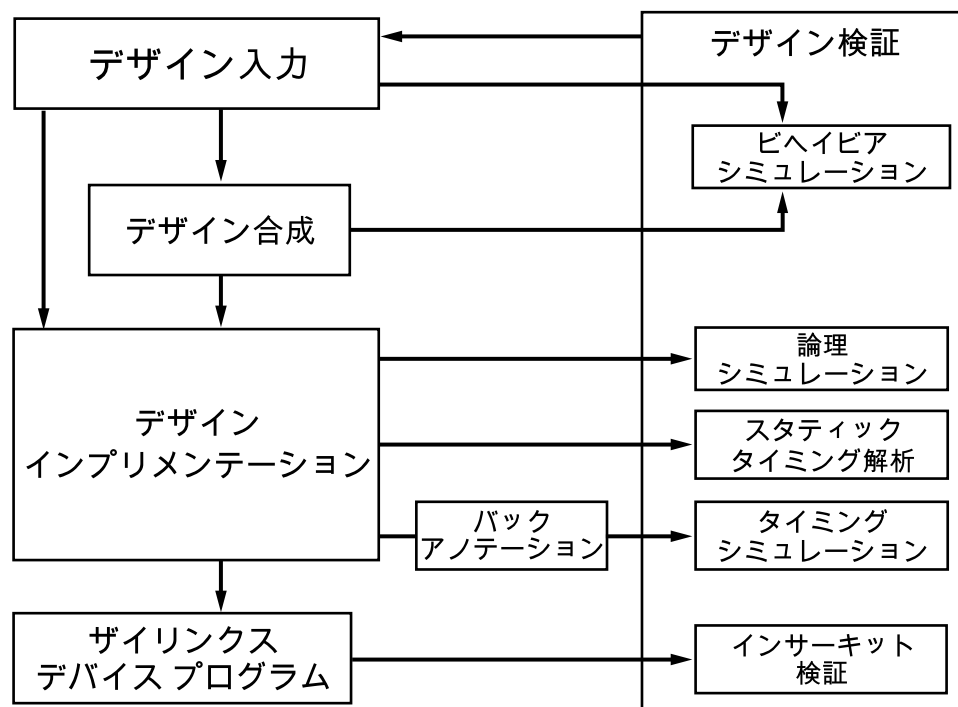 デザイン入力
デザイン検証
ビヘイビア
シミュレーション
デザイン合成
デザイン
インプリメンテーション
論理
シミュレーション
スタティック
タイミング解析
バック
アノテーション
タイミング
シミュレーション
ザイリンクス
デバイス プログラム
インサーキット
検証